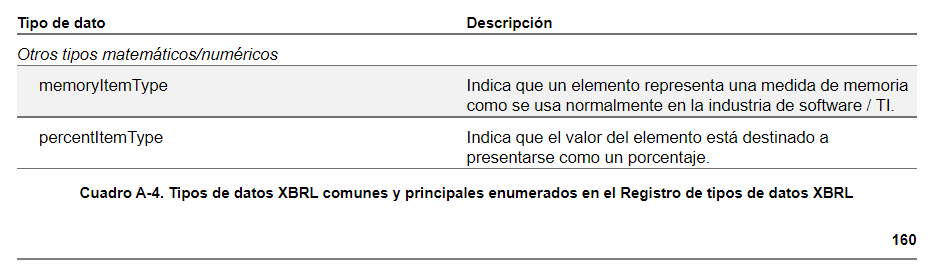 Tipo de dato Descripción
Otros tipos matemáticos/numéricos
memoryItemType Indica que un elemento representa una medida de memoria
como se usa normalmente en la industria de software / TI.
percentItemType Indica que el valor del elemento está destinado a
presentarse como un porcentaje.
Cuadro A-4. Tipos de datos XBRL comunes y principales enumerados en el Registro de tipos de datos XBRL
160